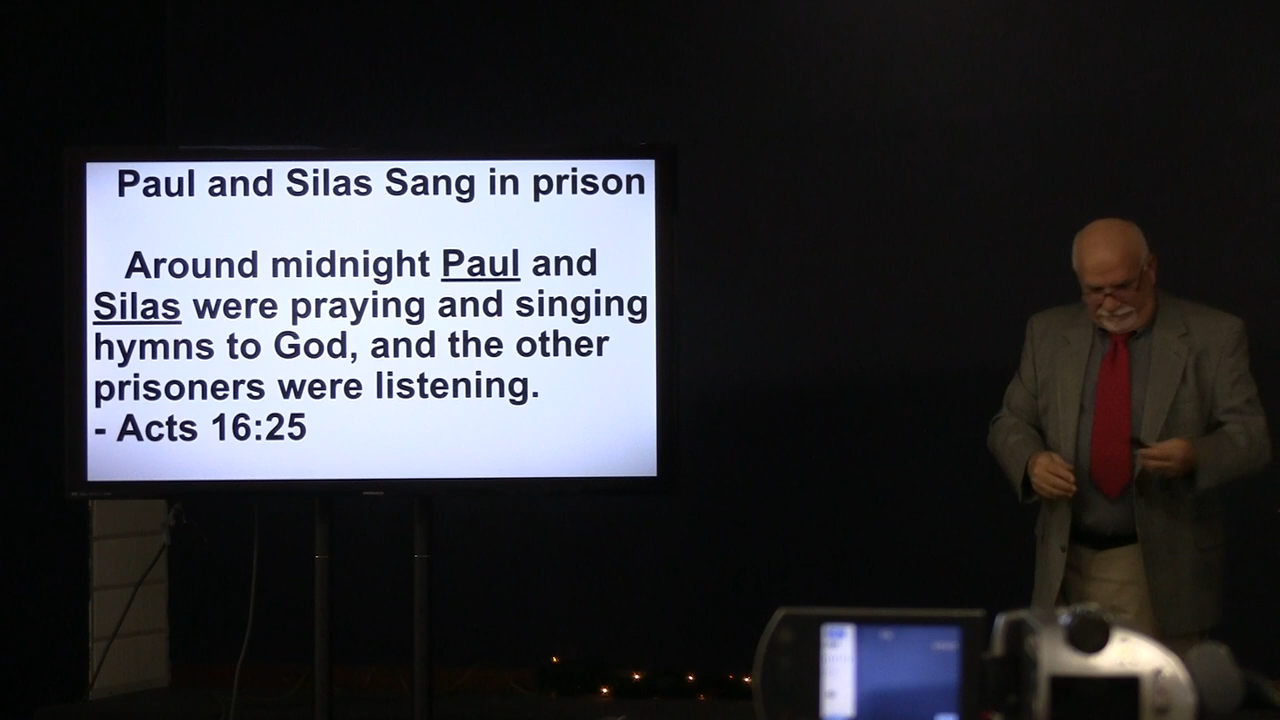 Paul and Silas Sang in prison
Around midnight Paul and
Silas were praying and singing
hymns to God, and the other
prisoners were listening.
- Acts 16:25